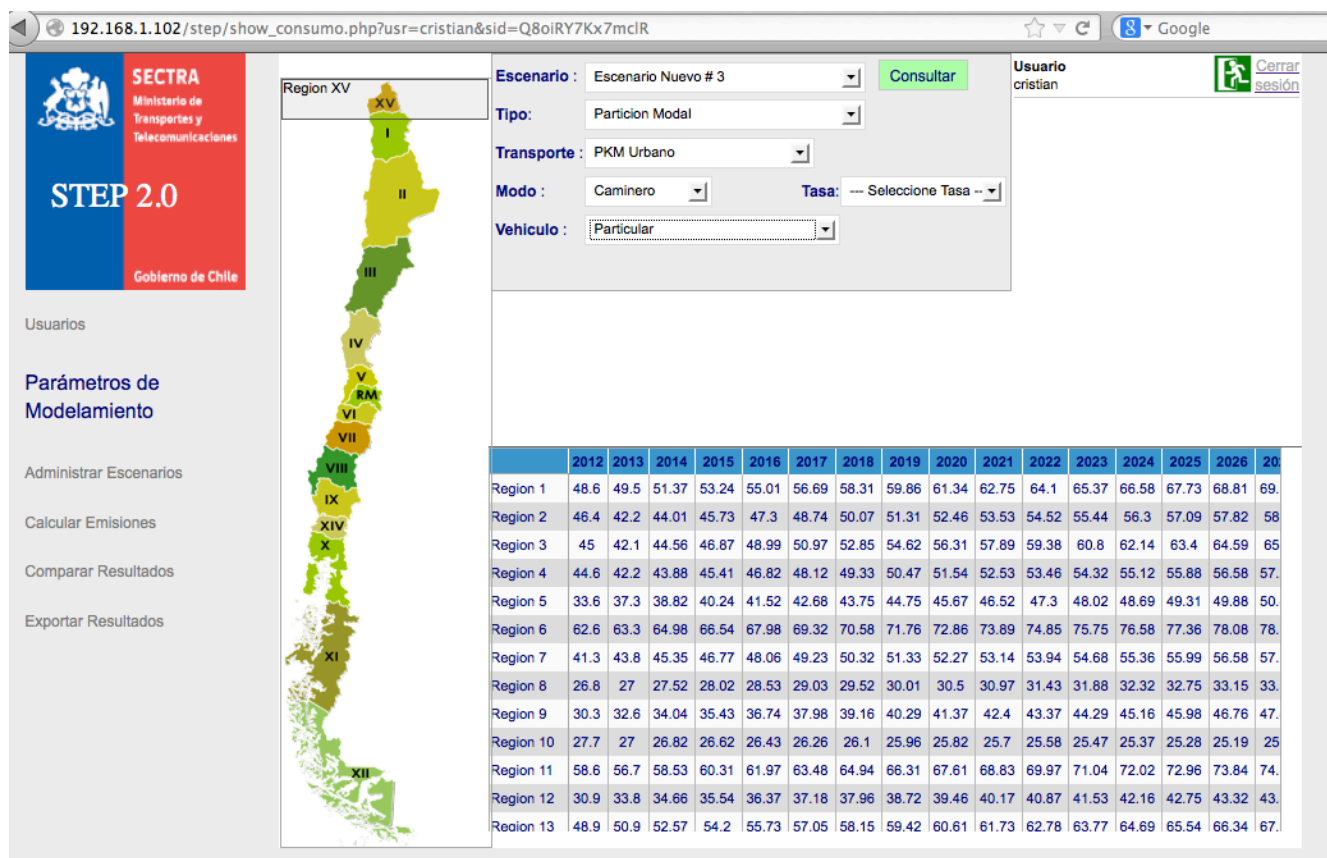 192.168.1.102/step/show_consumo.php?usr=cristian&sid=Q8oiRY7Kx7mclR
Google
SECTRA
Ministerio de
Transportes y
Telecomunicaciones
STEP 2.0
Gobierno de Chile
Usuarios
Parámetros de
Modelamiento
Administrar Escenarios
Calcular Emisiones
Comparar Resultados
Exportar Resultados
Region XV
XV
I
II
III
IV
V
RM
VI
VII
VIII
IX
XIV
X
XI
XII
Escenario : Escenario Nuevo # 3 Consultar
Tipo: Particion Modal
Transporte : PKM Urbano
Modo : Caminero Tasa: --- Seleccione Tasa --
Vehiculo : Particular
Usuario
cristian
Cerrar
sesión
2012 2013 2014 2015 2016 2017 2018 2019 2020 2021 2022 2023 2024 2025 2026 20
Region 1 48.6 49.5 51.37 53.24 55.01 56.69 58.31 59.86 61.34 62.75 64.1 65.37 66.58 67.73 68.81 69.
Region 2 46.4 42.2 44.01 45.73 47.3 48.74 50.07 51.31 52.46 53.53 54.52 55.44 56.3 57.09 57.82 58
Region 3 45 42.1 44.56 46.87 48.99 50.97 52.85 54.62 56.31 57.89 59.38 60.8 62.14 63.4 64.59 65
Region 4 44.6 42.2 43.88 45.41 46.82 48.12 49.33 50.47 51.54 52.53 53.46 54.32 55.12 55.88 56.58 57.
Region 5 33.6 37.3 38.82 40.24 41.52 42.68 43.75 44.75 45.67 46.52 47.3 48.02 48.69 49.31 49.88 50.
Region 6 62.6 63.3 64.98 66.54 67.98 69.32 70.58 71.76 72.86 73.89 74.85 75.75 76.58 77.36 78.08 78.
Region 7 41.3 43.8 45.35 46.77 48.06 49.23 50.32 51.33 52.27 53.14 53.94 54.68 55.36 55.99 56.58 57.
Region 8 26.8 27 27.52 28.02 28.53 29.03 29.52 30.01 30.5 30.97 31.43 31.88 32.32 32.75 33.15 33.
Region 9 30.3 32.6 34.04 35.43 36.74 37.98 39.16 40.29 41.37 42.4 43.37 44.29 45.16 45.98 46.76 47.
Region 10 27.7 27 26.82 26.62 26.43 26.26 26.1 25.96 25.82 25.7 25.58 25.47 25.37 25.28 25.19 25
Region 11 58.6 56.7 58.53 60.31 61.97 63.48 64.94 66.31 67.61 68.83 69.97 71.04 72.02 72.96 73.84 74.
Region 12 30.9 33.8 34.66 35.54 36.37 37.18 37.96 38.72 39.46 40.17 40.87 41.53 42.16 42.75 43.32 43.
Region 13 48.9 50.9 52.57 54.2 55.73 57.05 58.15 59.42 60.61 61.73 62.78 63.77 64.69 65.54 66.34 67.